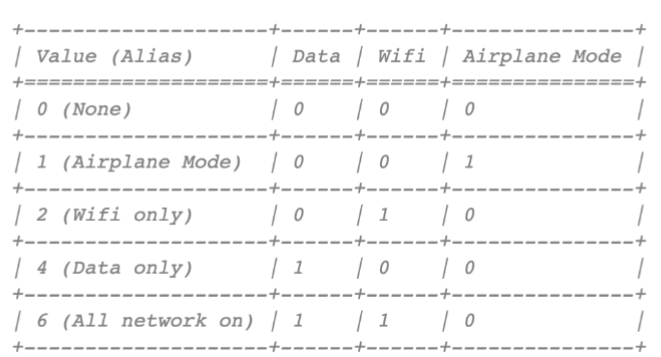 +--------------------+------+------+---------------+
| Value (Alias)      | Data | Wifi | Airplane Mode |
+====================+======+======+===============+
| 0 (None)           | 0    | 0    | 0             |
+--------------------+------+------+---------------+
| 1 (Airplane Mode)  | 0    | 0    | 1             |
+--------------------+------+------+---------------+
| 2 (Wifi only)      | 0    | 1    | 0             |
+--------------------+------+------+---------------+
| 4 (Data only)      | 1    | 0    | 0             |
+--------------------+------+------+---------------+
| 6 (All network on) | 1    | 1    | 0             |
+--------------------+------+------+---------------+